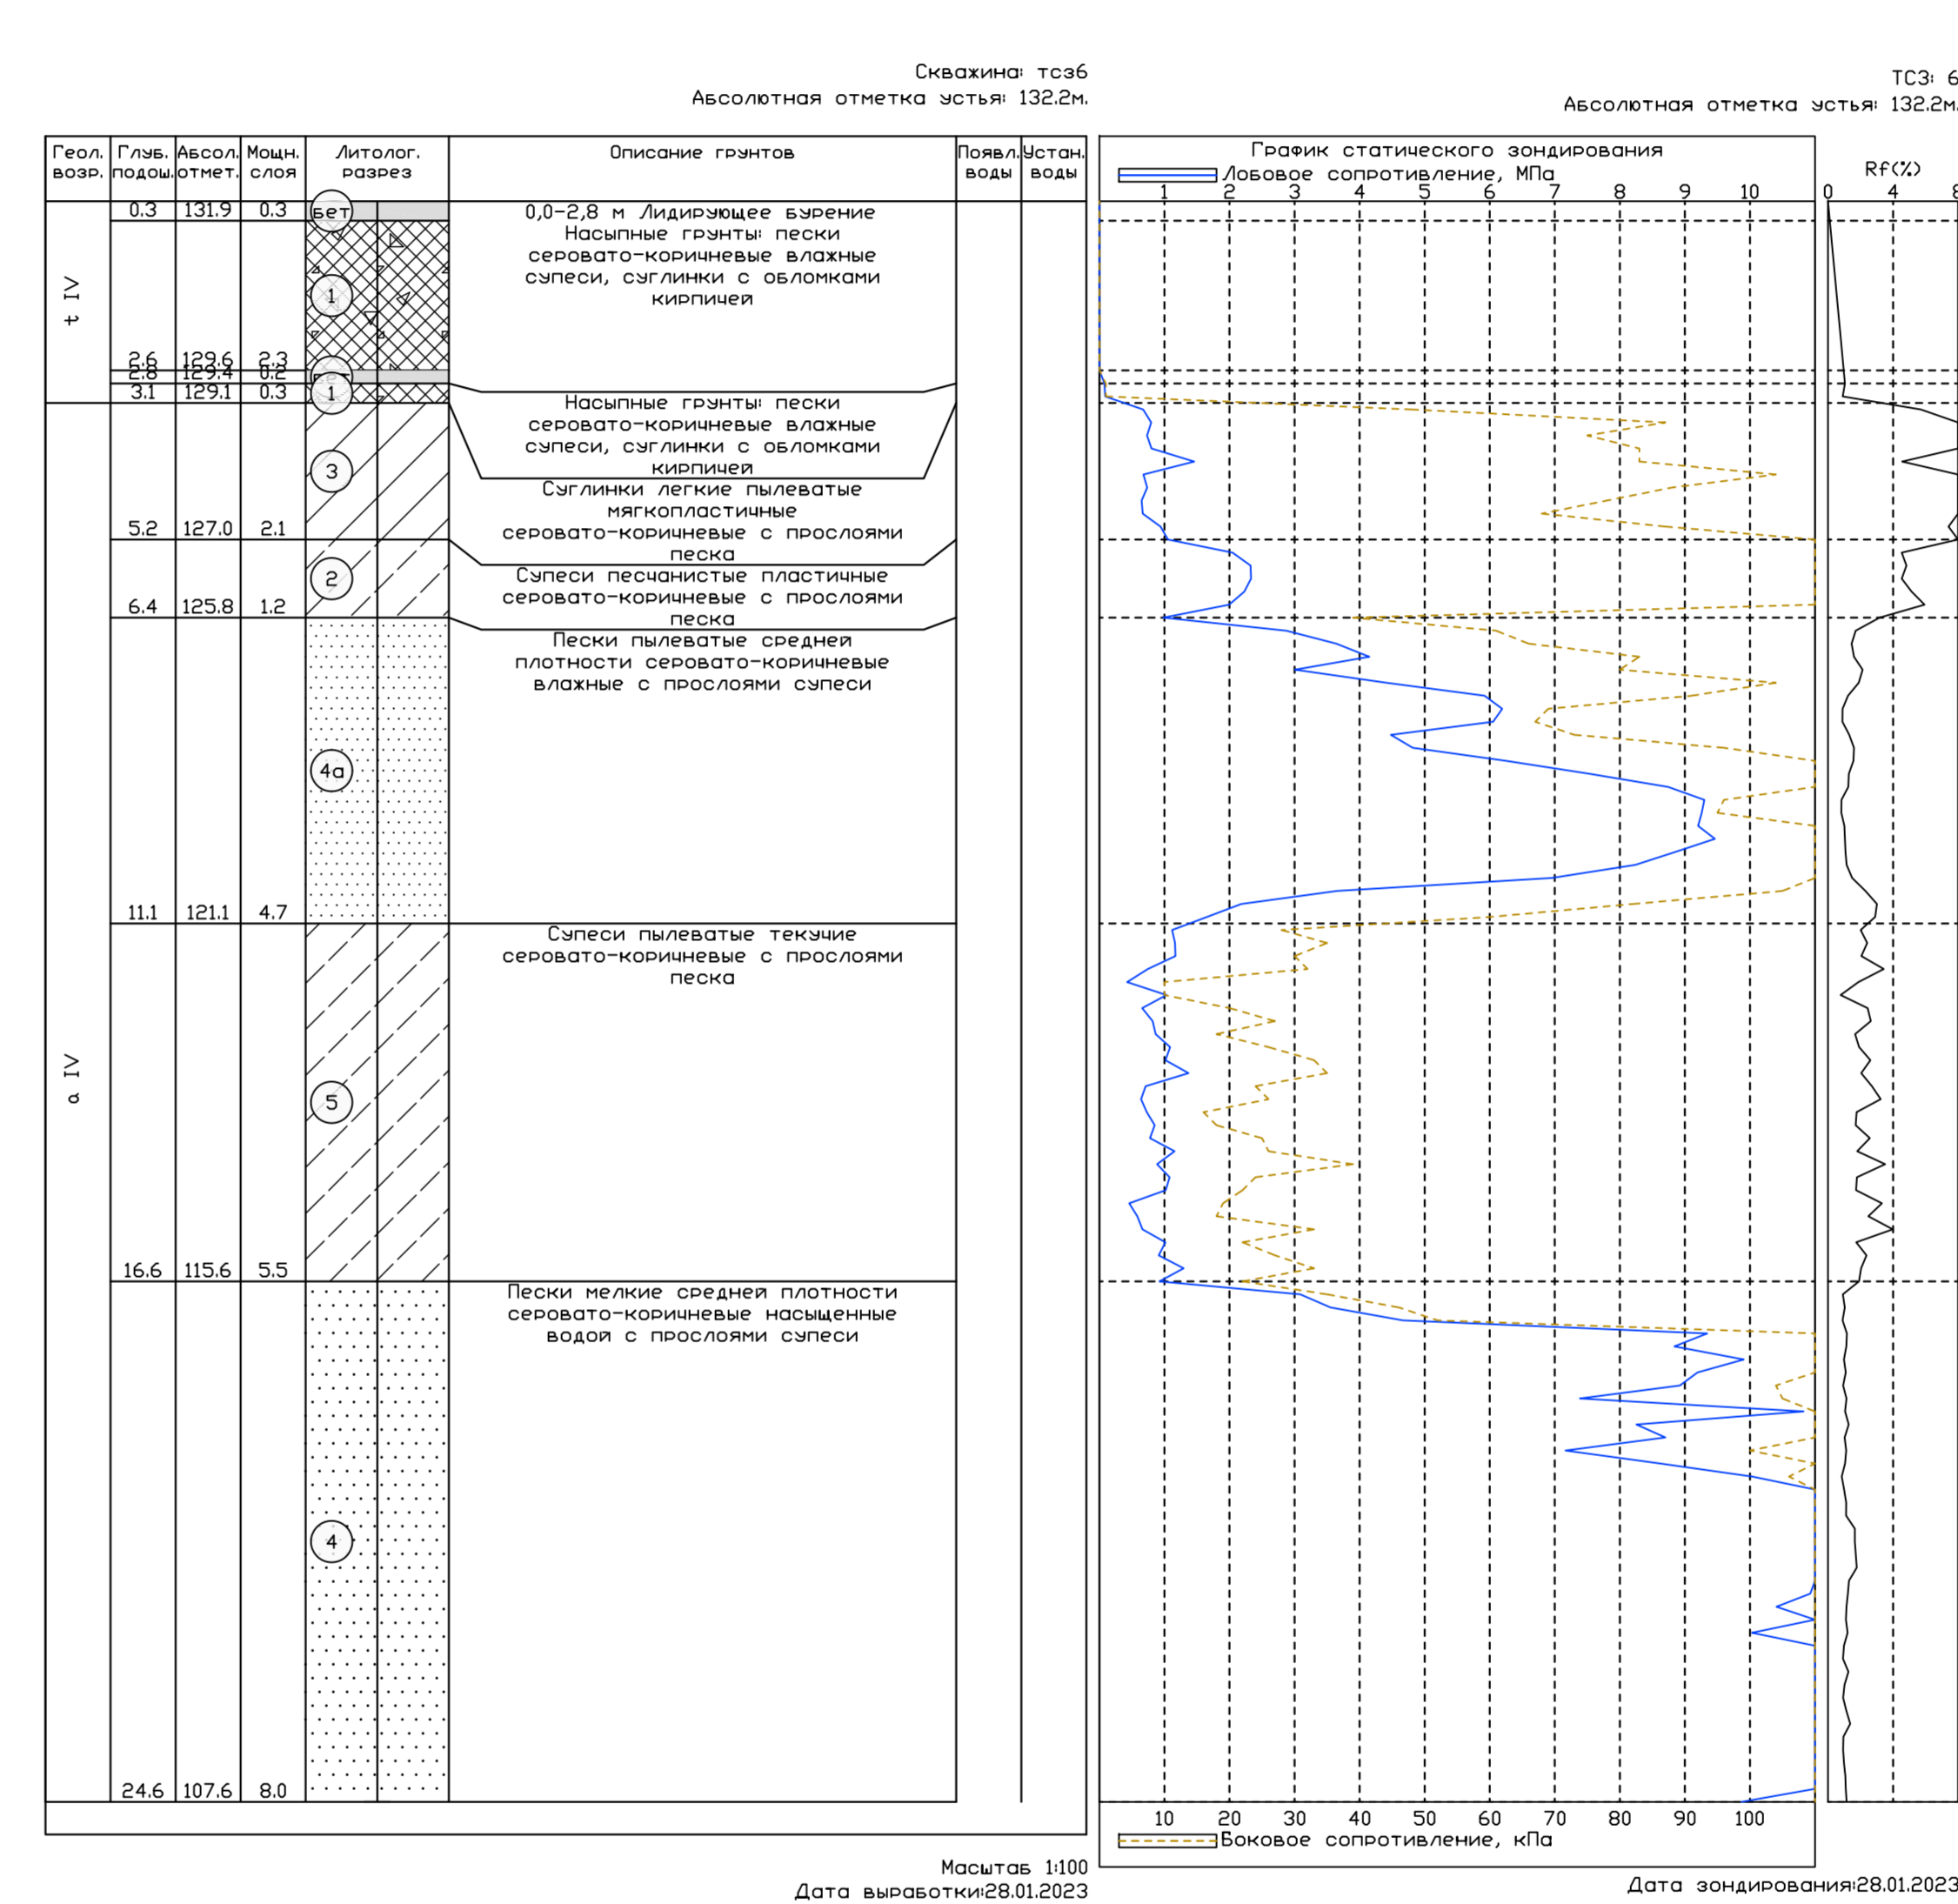 Скважина: тсз6
Абсолютная отметка устья: 132.2м.
ТСЗ: 6
Абсолютная отметка устья: 132.2м.
Геол. возр.
Глуб. подош.
Абсол. отмет.
Мощн. слоя
Литолог. разрез
Описание грунтов
Появл. воды
Устан. воды
График статического зондирования
Лобовое сопротивление, МПа
1 2 3 4 5 6 7 8 9 10
Rf(%)
0 4 8
t IV
0.3 131.9 0.3
бет
0,0-2,8 м Лидирующее бурение
Насыпные грунты: пески
серовато-коричневые влажные
супеси, суглинки с обломками
кирпичей
1
2.6 129.6 2.3
2.8 129.4 0.2
бет
3.1 129.1 0.3
1
Насыпные грунты: пески
серовато-коричневые влажные
супеси, суглинки с обломками
кирпичей
3
Суглинки легкие пылеватые
мягкопластичные
серовато-коричневые с прослоями
песка
5.2 127.0 2.1
2
Супеси песчанистые пластичные
серовато-коричневые с прослоями
песка
6.4 125.8 1.2
Пески пылеватые средней
плотности серовато-коричневые
влажные с прослоями супеси
4а
11.1 121.1 4.7
Супеси пылеватые текучие
серовато-коричневые с прослоями
песка
a IV
5
16.6 115.6 5.5
Пески мелкие средней плотности
серовато-коричневые насыщенные
водой с прослоями супеси
4
24.6 107.6 8.0
10 20 30 40 50 60 70 80 90 100
Боковое сопротивление, кПа
Масштаб 1:100
Дата выработки:28.01.2023
Дата зондирования:28.01.2023